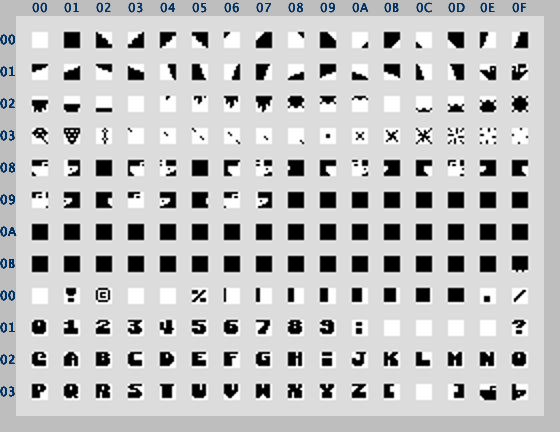 00 01 02 03 04 05 06 07 08 09 0A 0B 0C 0D 0E 0F
00
01
02
03
08
09
0A
0B
00 ! © % . /
01 0 1 2 3 4 5 6 7 8 9 : ?
02 A B C D E F G H I J K L M N O
03 P Q R S T U V W X Y Z [ ]